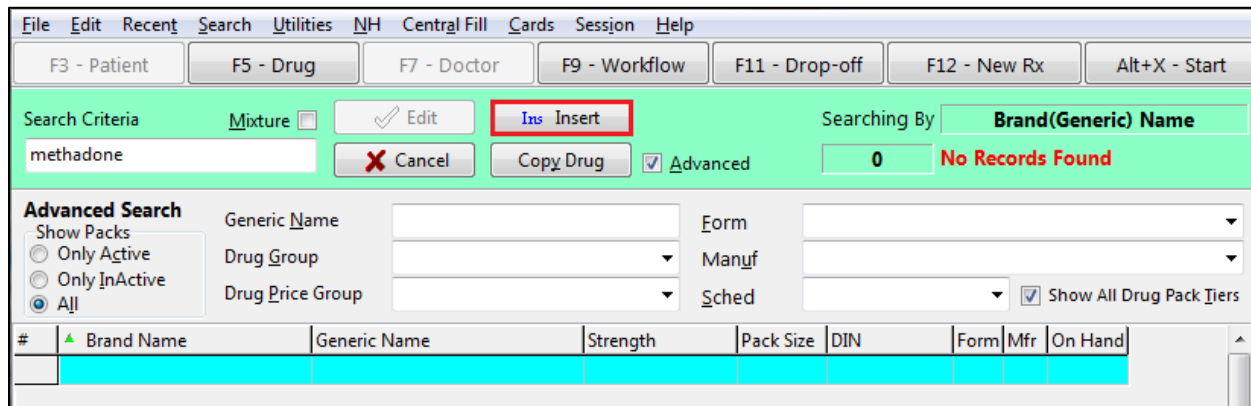 File Edit Recent Search Utilities NH Central Fill Cards Session Help
F3 - Patient F5 - Drug F7 - Doctor F9 - Workflow F11 - Drop-off F12 - New Rx Alt+X - Start
Search Criteria Mixture Edit Ins Insert Searching By Brand(Generic) Name
methadone Cancel Copy Drug Advanced 0 No Records Found
Advanced Search
Show Packs
Generic Name Form
Only Active Drug Group Manuf
Only InActive
All Drug Price Group Sched Show All Drug Pack Tiers
# Brand Name Generic Name Strength Pack Size DIN Form Mfr On Hand